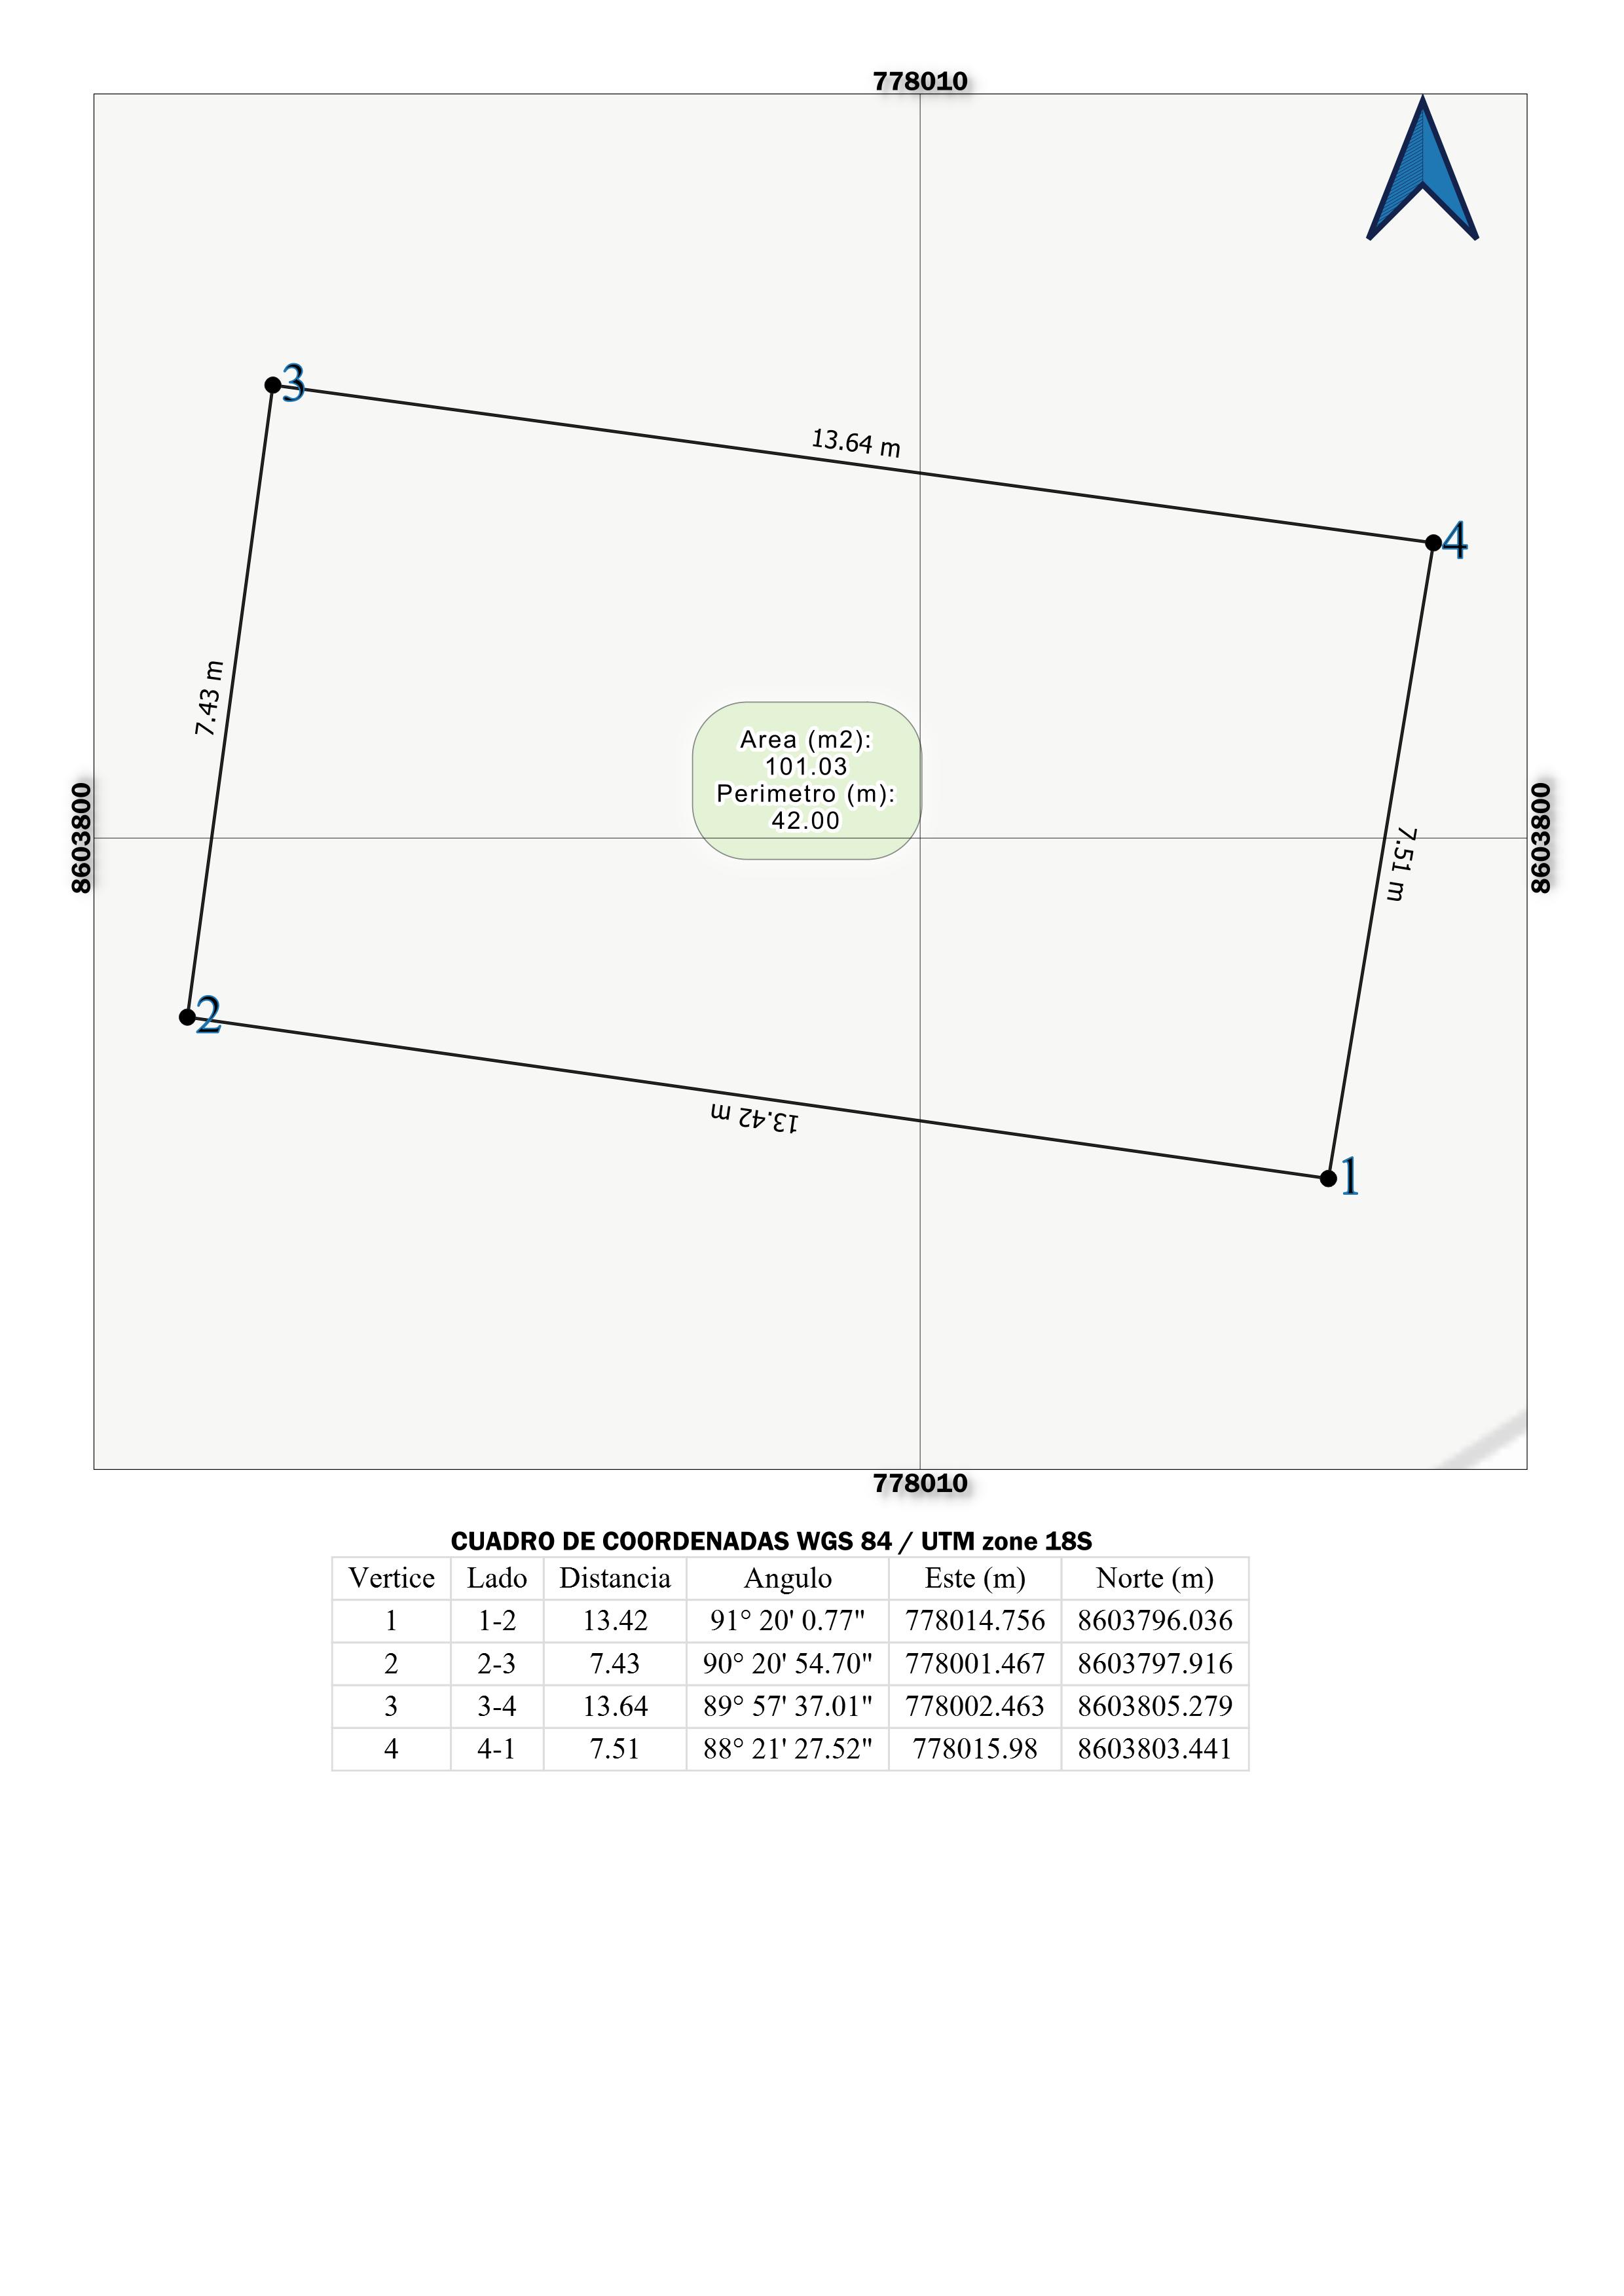 778010
3
13.64 m
4
7.43 m
Area (m2):
101.03
Perimetro (m):
42.00
8603800
8603800
7.51 m
2
13.42 m
1
778010
CUADRO DE COORDENADAS WGS 84 / UTM zone 18S
Vertice Lado Distancia Angulo Este (m) Norte (m)
1 1-2 13.42 91° 20' 0.77" 778014.756 8603796.036
2 2-3 7.43 90° 20' 54.70" 778001.467 8603797.916
3 3-4 13.64 89° 57' 37.01" 778002.463 8603805.279
4 4-1 7.51 88° 21' 27.52" 778015.98 8603803.441